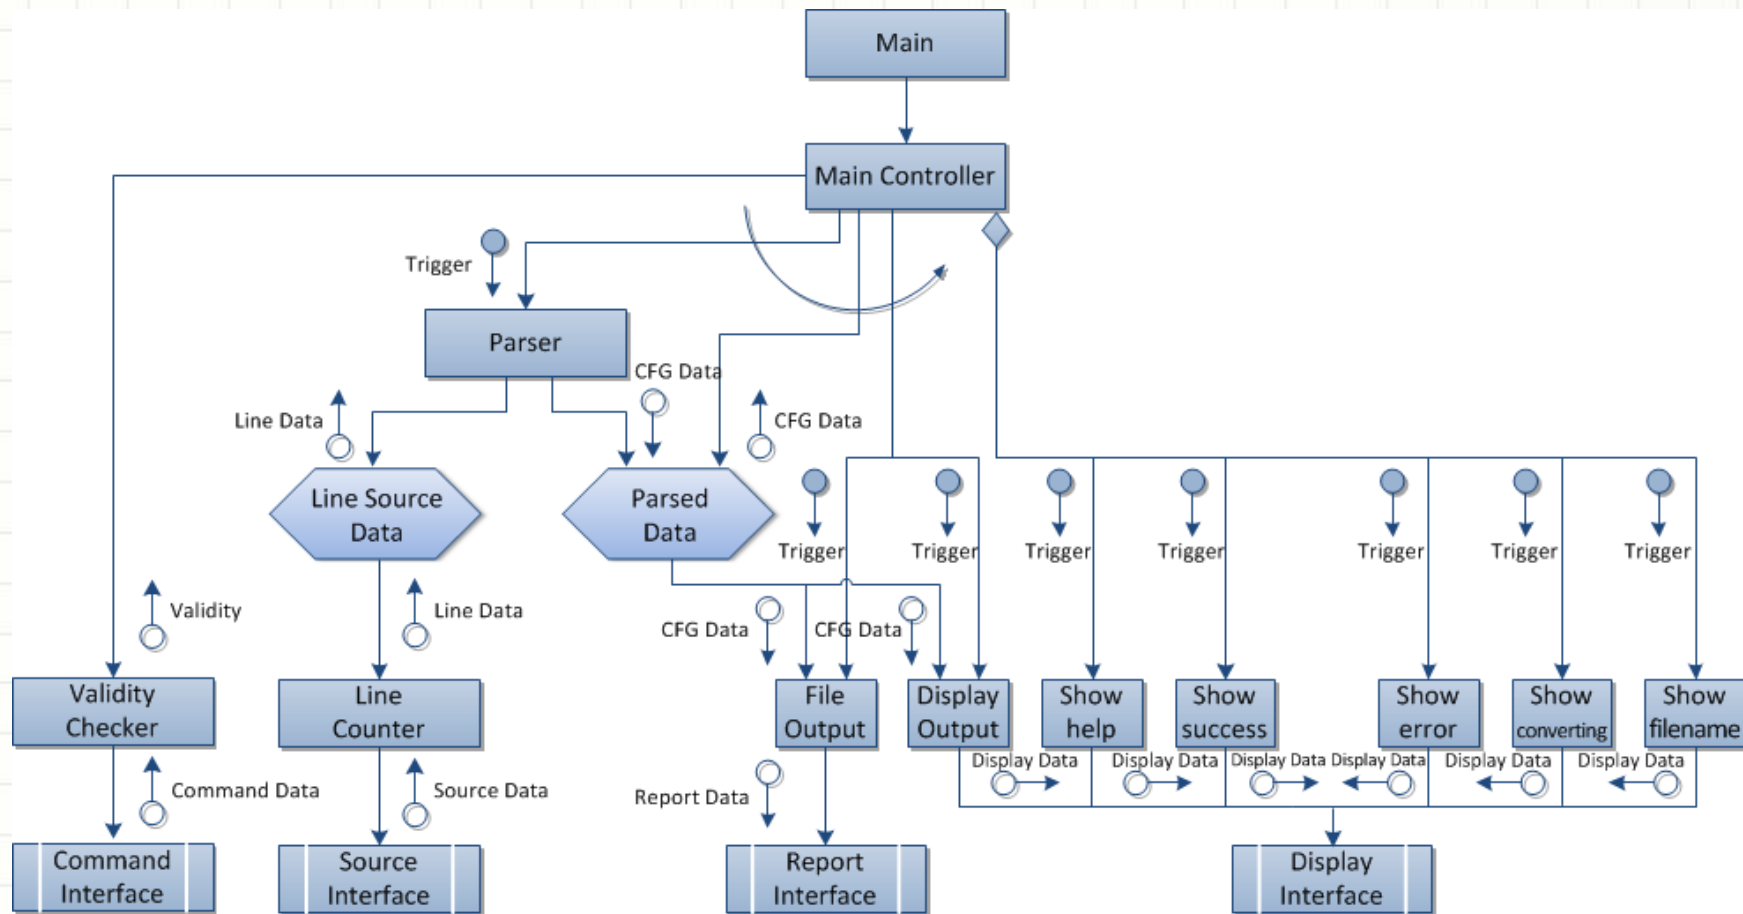 Main
Main Controller
Trigger
Parser
CFG Data
Line Data
CFG Data
Line Source
Data
Parsed
Data
Trigger
Trigger
Trigger
Trigger
Trigger
Trigger
Trigger
Validity
Line Data
CFG Data
CFG Data
Validity
Checker
Line
Counter
File
Output
Display
Output
Show
help
Show
success
Show
error
Show
converting
Show
filename
Display Data
Display Data
Display Data
Display Data
Display Data
Display Data
Command Data
Source Data
Report Data
Command
Interface
Source
Interface
Report
Interface
Display
Interface